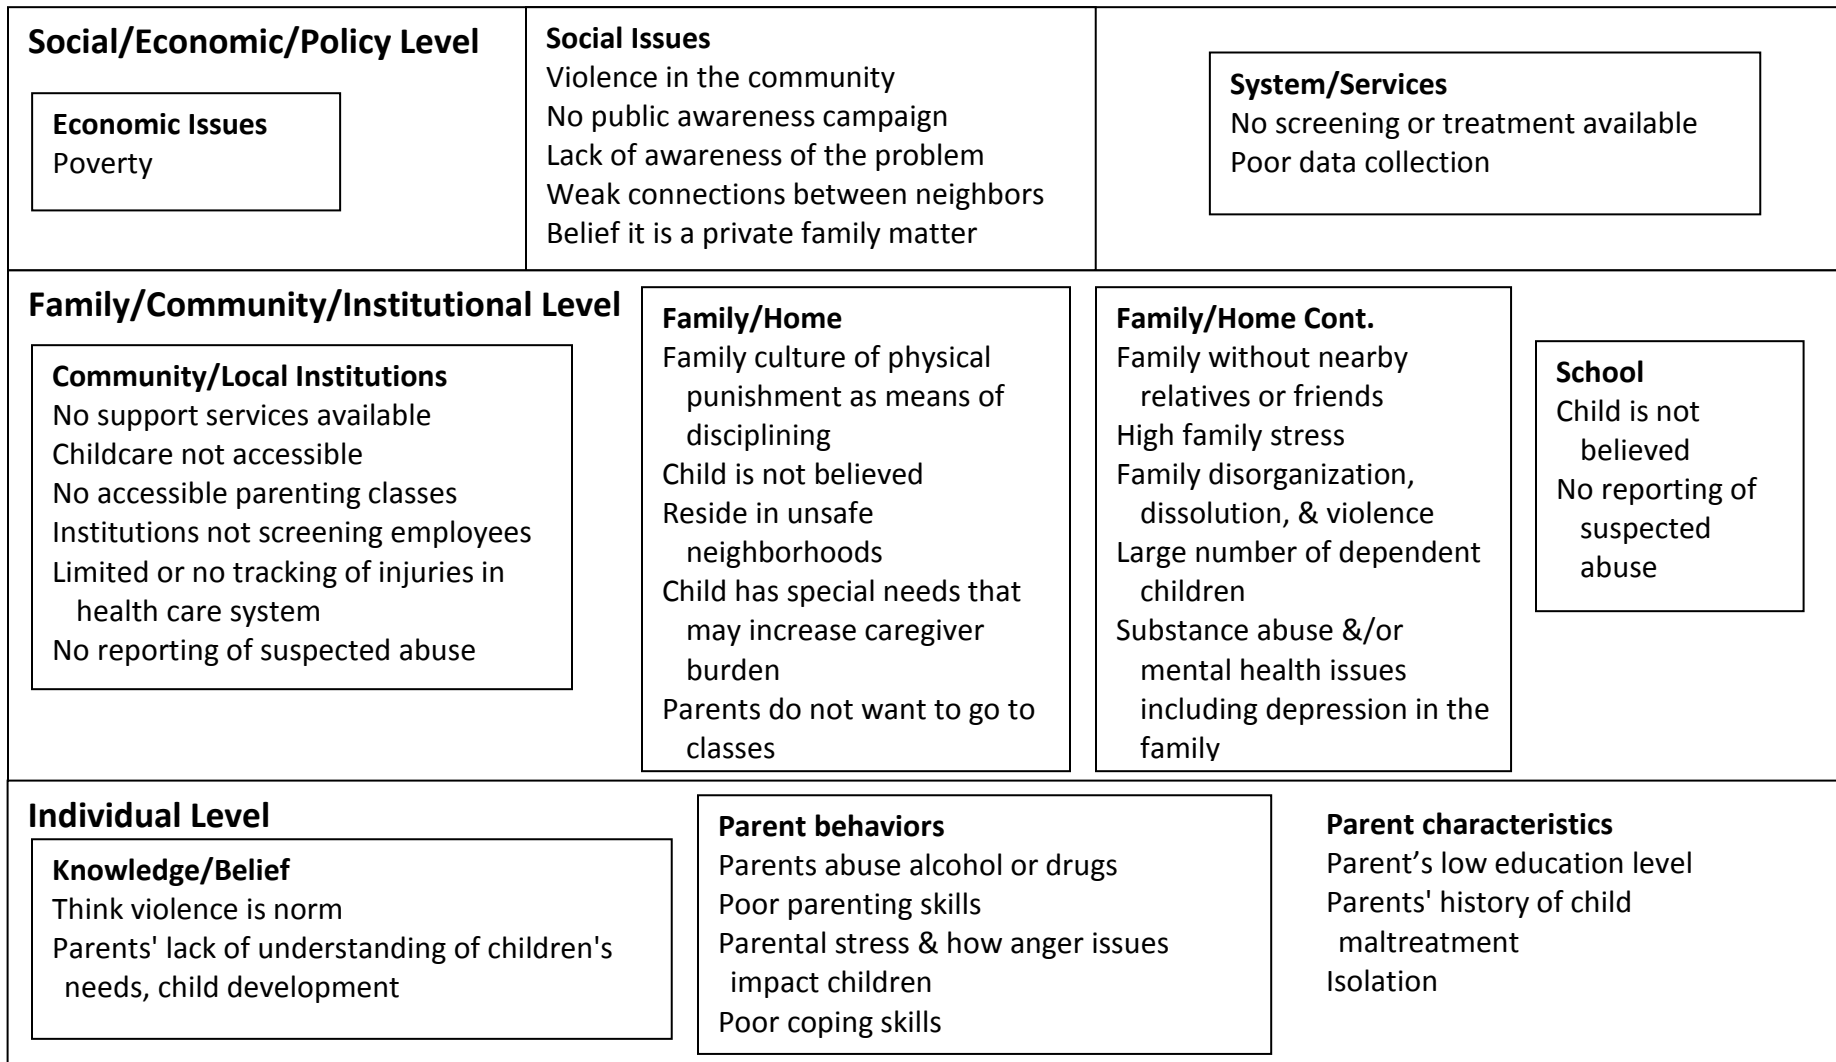 Social/Economic/Policy Level
Economic Issues
Poverty
Social Issues
Violence in the community
No public awareness campaign
Lack of awareness of the problem
Weak connections between neighbors
Belief it is a private family matter
System/Services
No screening or treatment available
Poor data collection
Family/Community/Institutional Level
Community/Local Institutions
No support services available
Childcare not accessible
No accessible parenting classes
Institutions not screening employees
Limited or no tracking of injuries in
health care system
No reporting of suspected abuse
Family/Home
Family culture of physical
punishment as means of
disciplining
Child is not believed
Reside in unsafe
neighborhoods
Child has special needs that
may increase caregiver
burden
Parents do not want to go to
classes
Family/Home Cont.
Family without nearby
relatives or friends
High family stress
Family disorganization,
dissolution, & violence
Large number of dependent
children
Substance abuse &/or
mental health issues
including depression in the
family
School
Child is not
believed
No reporting of
suspected
abuse
Individual Level
Knowledge/Belief
Think violence is norm
Parents' lack of understanding of children's
needs, child development
Parent behaviors
Parents abuse alcohol or drugs
Poor parenting skills
Parental stress & how anger issues
impact children
Poor coping skills
Parent characteristics
Parent’s low education level
Parents' history of child
maltreatment
Isolation